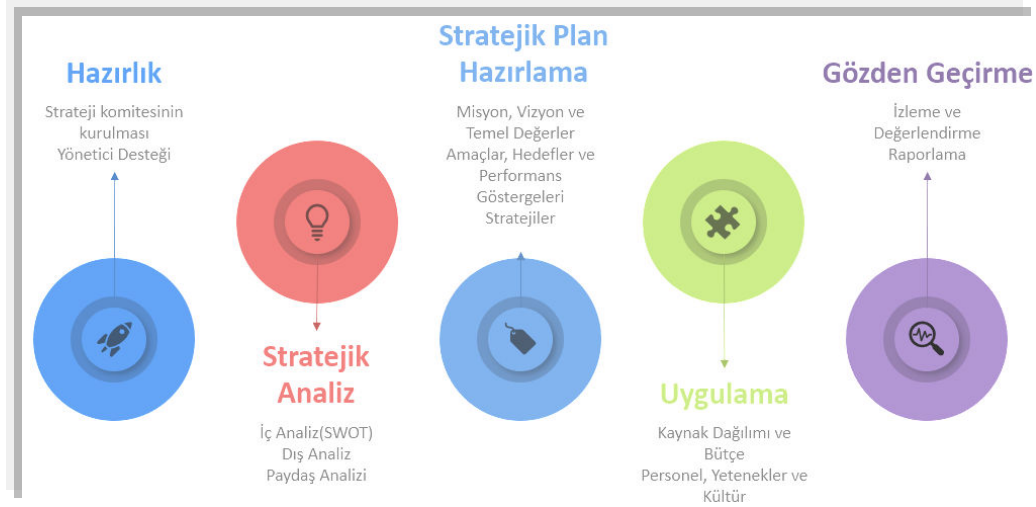 Hazırlık
Strateji komitesinin
kurulması
Yönetici Desteği
Stratejik
Analiz
İç Analiz(SWOT)
Dış Analiz
Paydaş Analizi
Stratejik Plan
Hazırlama
Misyon, Vizyon ve
Temel Değerler
Amaçlar, Hedefler ve
Performans
Göstergeleri
Stratejiler
Uygulama
Kaynak Dağılımı ve
Bütçe
Personel, Yetenekler ve
Kültür
Gözden Geçirme
İzleme ve
Değerlendirme
Raporlama